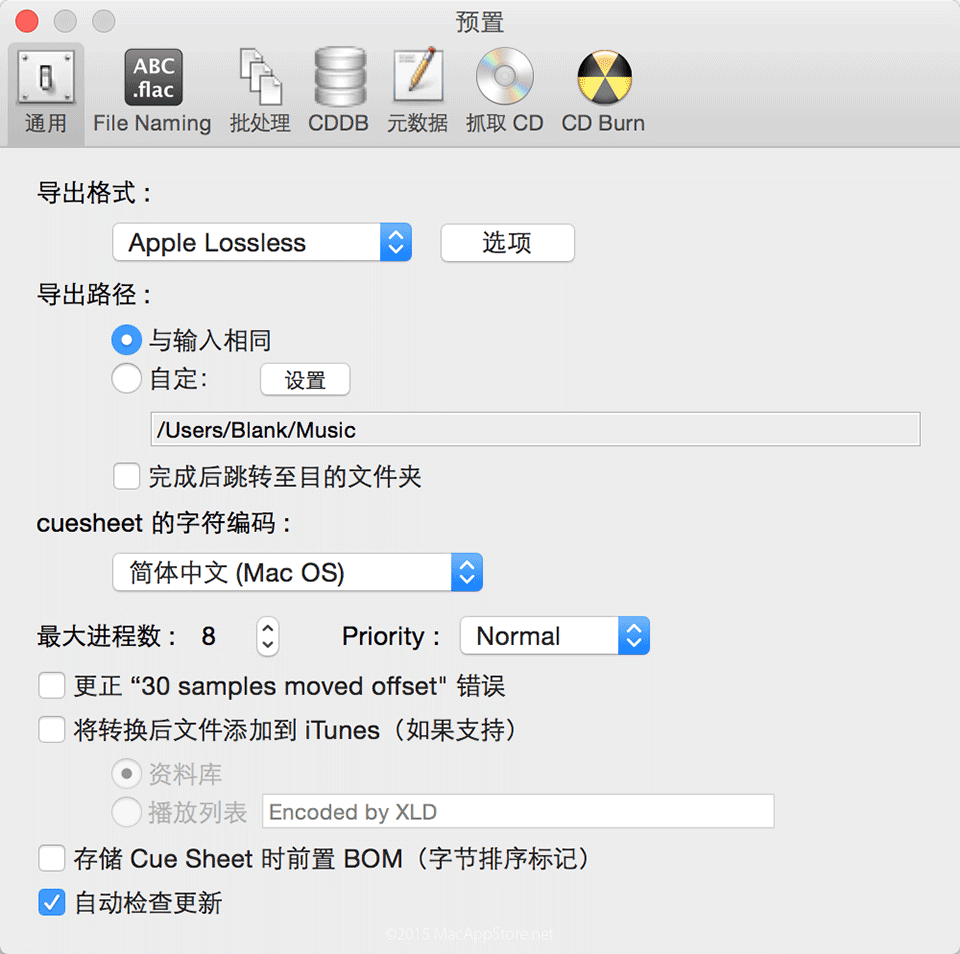 预置
ABC
.flac
通用 File Naming 批处理 CDDB 元数据 抓取 CD CD Burn
导出格式：
Apple Lossless 选项
导出路径：
与输入相同
自定： 设置
/Users/Blank/Music
完成后跳转至目的文件夹
cuesheet 的字符编码：
简体中文 (Mac OS)
最大进程数： 8 Priority： Normal
更正 “30 samples moved offset" 错误
将转换后文件添加到 iTunes（如果支持）
资料库
播放列表 Encoded by XLD
存储 Cue Sheet 时前置 BOM（字节排序标记）
自动检查更新
©2015 MacAppStore.net